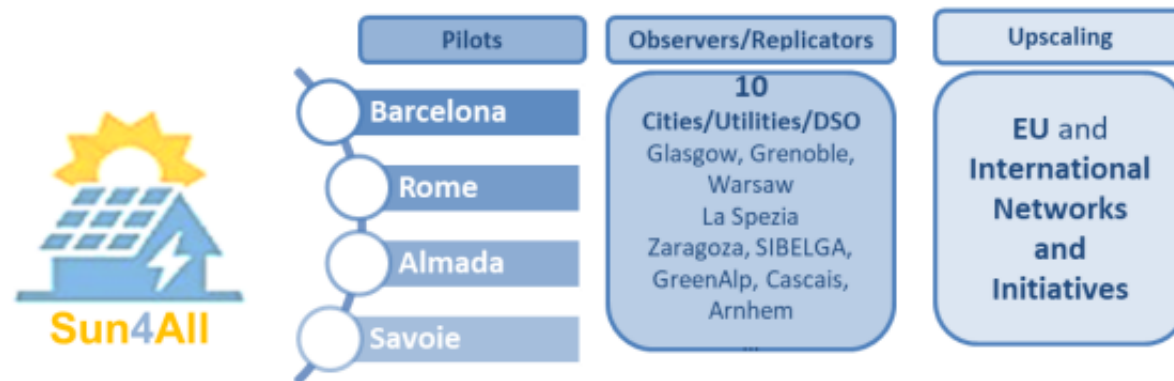 Sun4All
Pilots
Barcelona
Rome
Almada
Savoie
Observers/Replicators
10
Cities/Utilities/DSO
Glasgow, Grenoble,
Warsaw
La Spezia
Zaragoza, SIBELGA,
GreenAlp, Cascais,
Arnhem
...
Upscaling
EU and
International
Networks
and
Initiatives